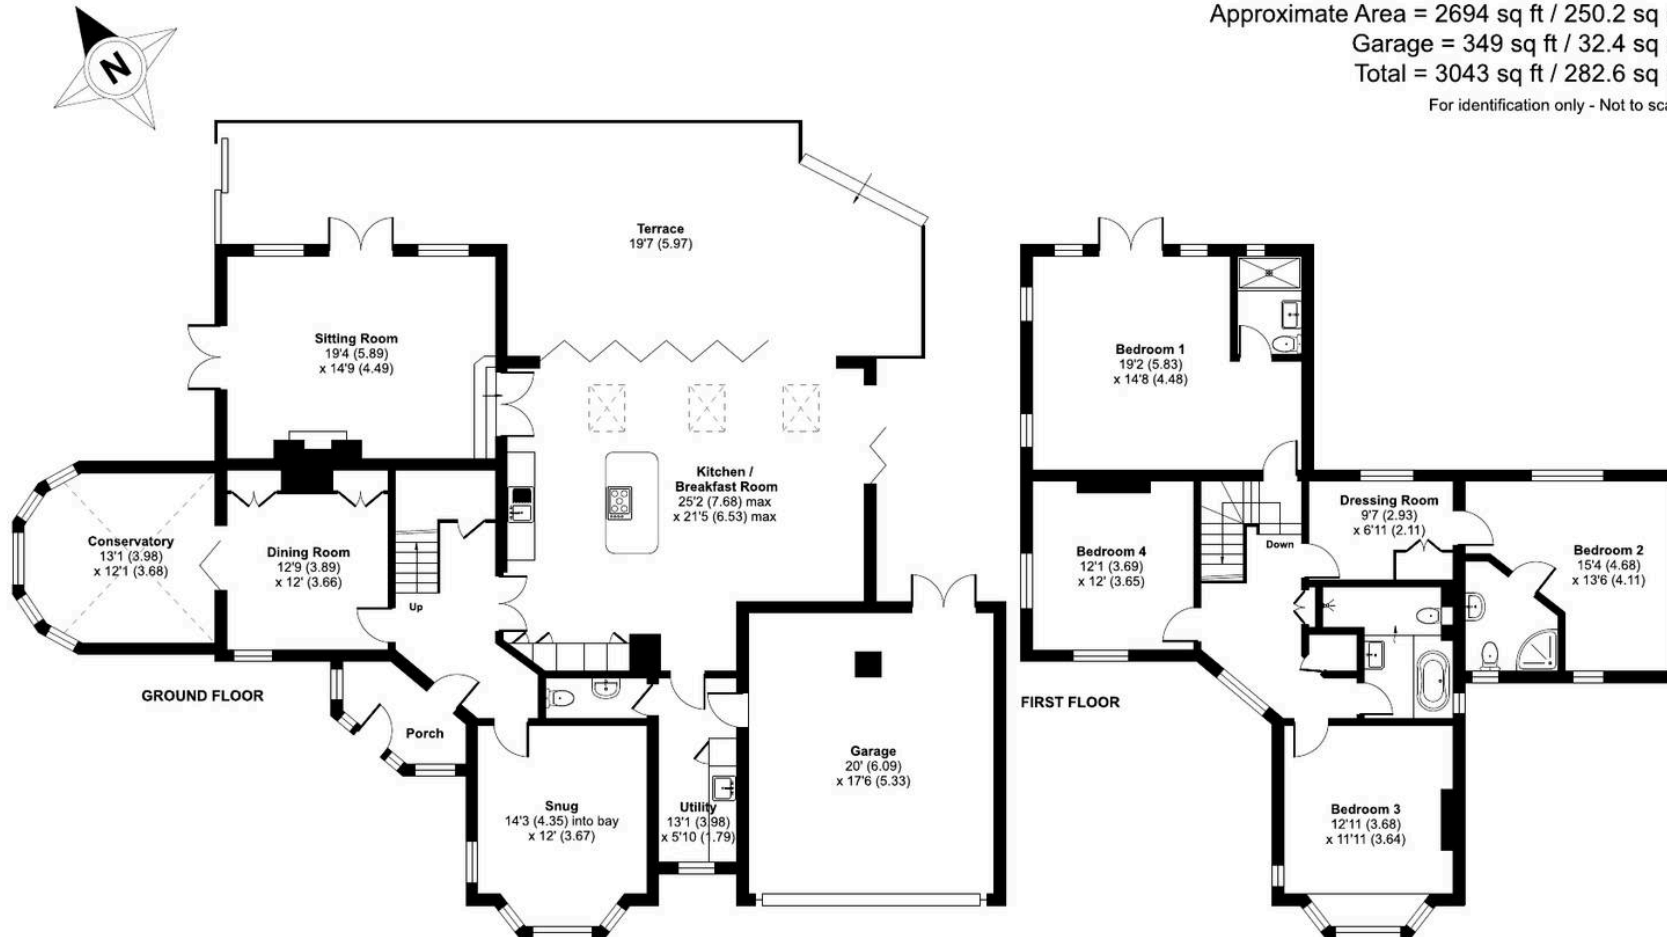 Approximate Area = 2694 sq ft / 250.2 sq
Garage = 349 sq ft / 32.4 sq
Total = 3043 sq ft / 282.6 sq
For identification only - Not to sca
N
Terrace
19'7 (5.97)
Sitting Room
19'4 (5.89)
x 14'9 (4.49)
Kitchen /
Breakfast Room
25'2 (7.68) max
x 21'5 (6.53) max
Conservatory
13'1 (3.98)
x 12'1 (3.68)
Dining Room
12'9 (3.89)
x 12' (3.66)
Up
GROUND FLOOR
Porch
Snug
14'3 (4.35) into bay
x 12' (3.67)
Utility
13'1 (3.98)
x 5'10 (1.79)
Garage
20' (6.09)
x 17'6 (5.33)
Bedroom 1
19'2 (5.83)
x 14'8 (4.48)
Dressing Room
9'7 (2.93)
x 6'11 (2.11)
Down
Bedroom 4
12'1 (3.69)
x 12' (3.65)
Bedroom 2
15'4 (4.68)
x 13'6 (4.11)
FIRST FLOOR
Bedroom 3
12'11 (3.68)
x 11'11 (3.64)